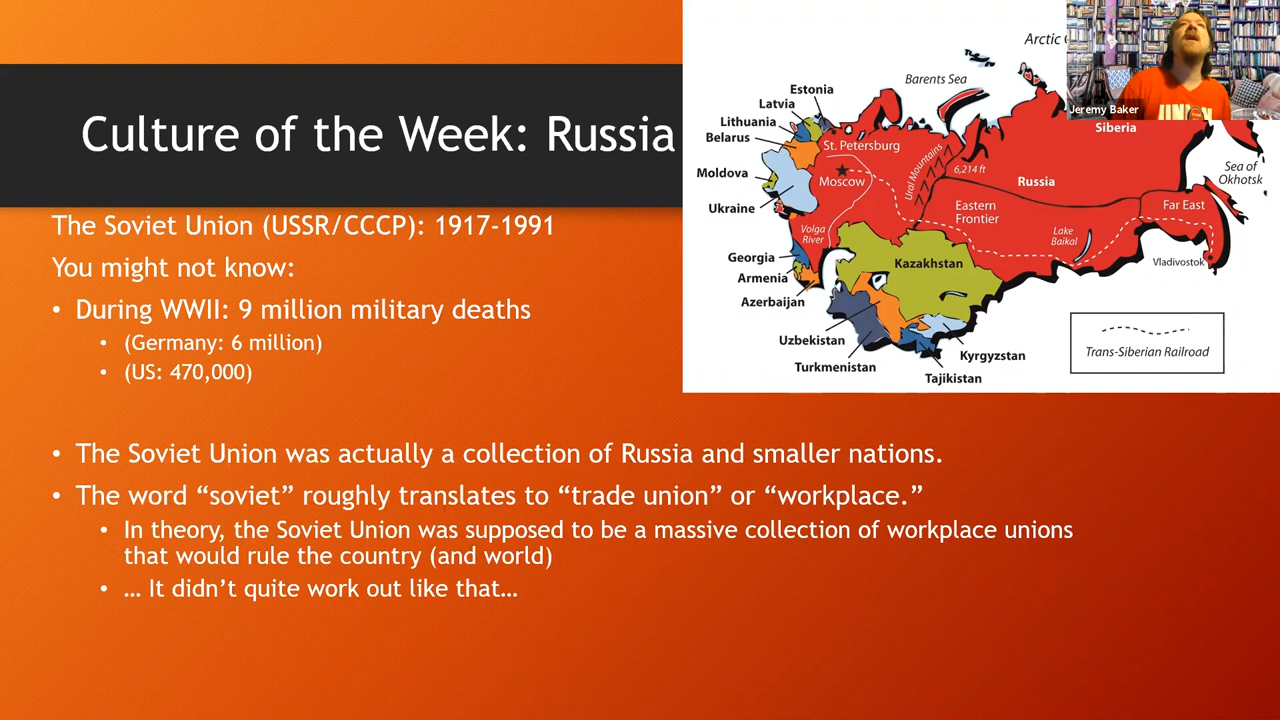 Culture of the Week: Russia
The Soviet Union (USSR/CCCP): 1917-1991
You might not know:
• During WWII: 9 million military deaths
• (Germany: 6 million)
• (US: 470,000)
• The Soviet Union was actually a collection of Russia and smaller nations.
• The word “soviet” roughly translates to “trade union” or “workplace.”
• In theory, the Soviet Union was supposed to be a massive collection of workplace unions
that would rule the country (and world)
• … It didn’t quite work out like that…
Arctic
Barents Sea
Estonia
Latvia
Lithuania
Belarus
Moldova
Ukraine
Georgia
Armenia
Azerbaijan
Uzbekistan
Turkmenistan
Tajikistan
Kyrgyzstan
Kazakhstan
St. Petersburg
Moscow
Volga
River
Ural Mountains
6,214 ft
Siberia
Russia
Eastern
Frontier
Lake
Baikal
Far East
Vladivostok
Sea of
Okhotsk
Trans-Siberian Railroad
Jeremy Baker